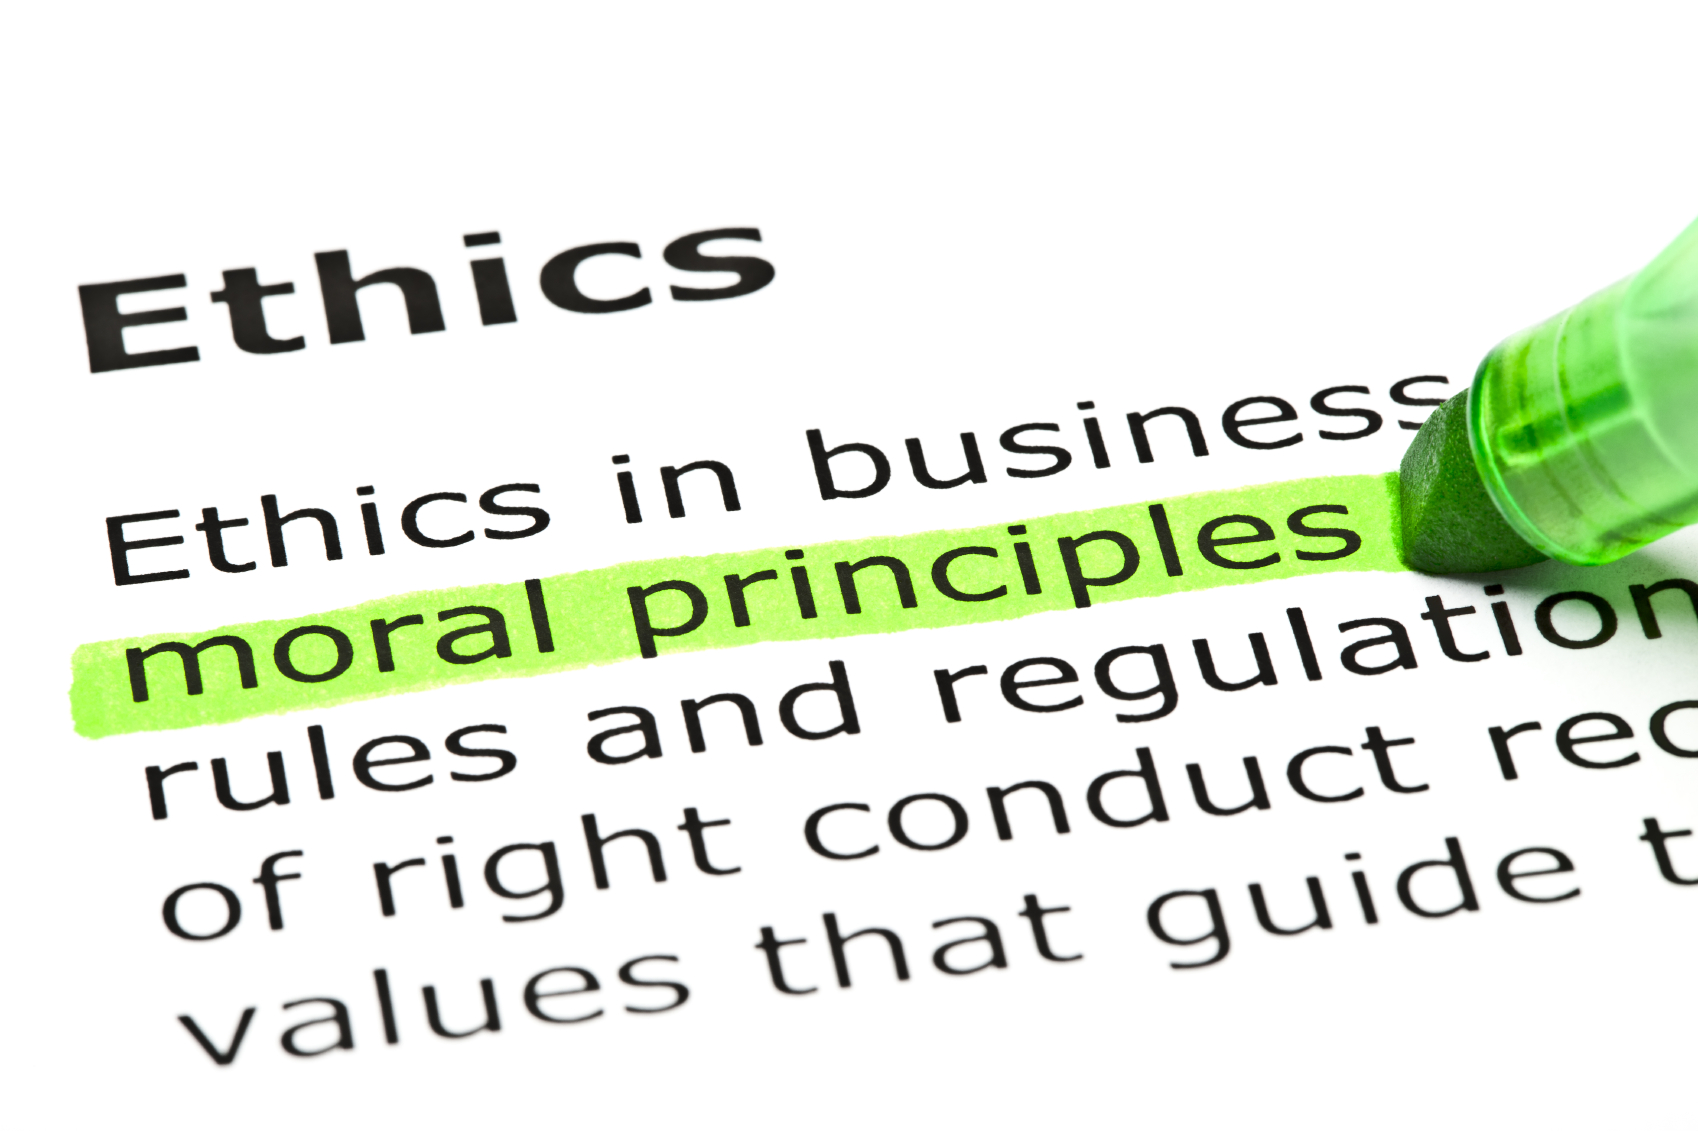 Ethics
Ethics in business
moral principles
rules and regulation
of right conduct
values that guide